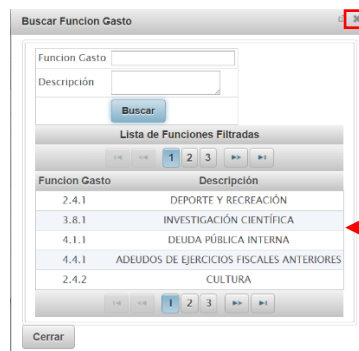 Buscar Funcion Gasto
Funcion Gasto
Descripción
Buscar
Lista de Funciones Filtradas
1 2 3
Funcion Gasto Descripción
2.4.1 DEPORTE Y RECREACIÓN
3.8.1 INVESTIGACIÓN CIENTÍFICA
4.1.1 DEUDA PÚBLICA INTERNA
4.4.1 ADEUDOS DE EJERCICIOS FISCALES ANTERIORES
2.4.2 CULTURA
1 2 3
Cerrar